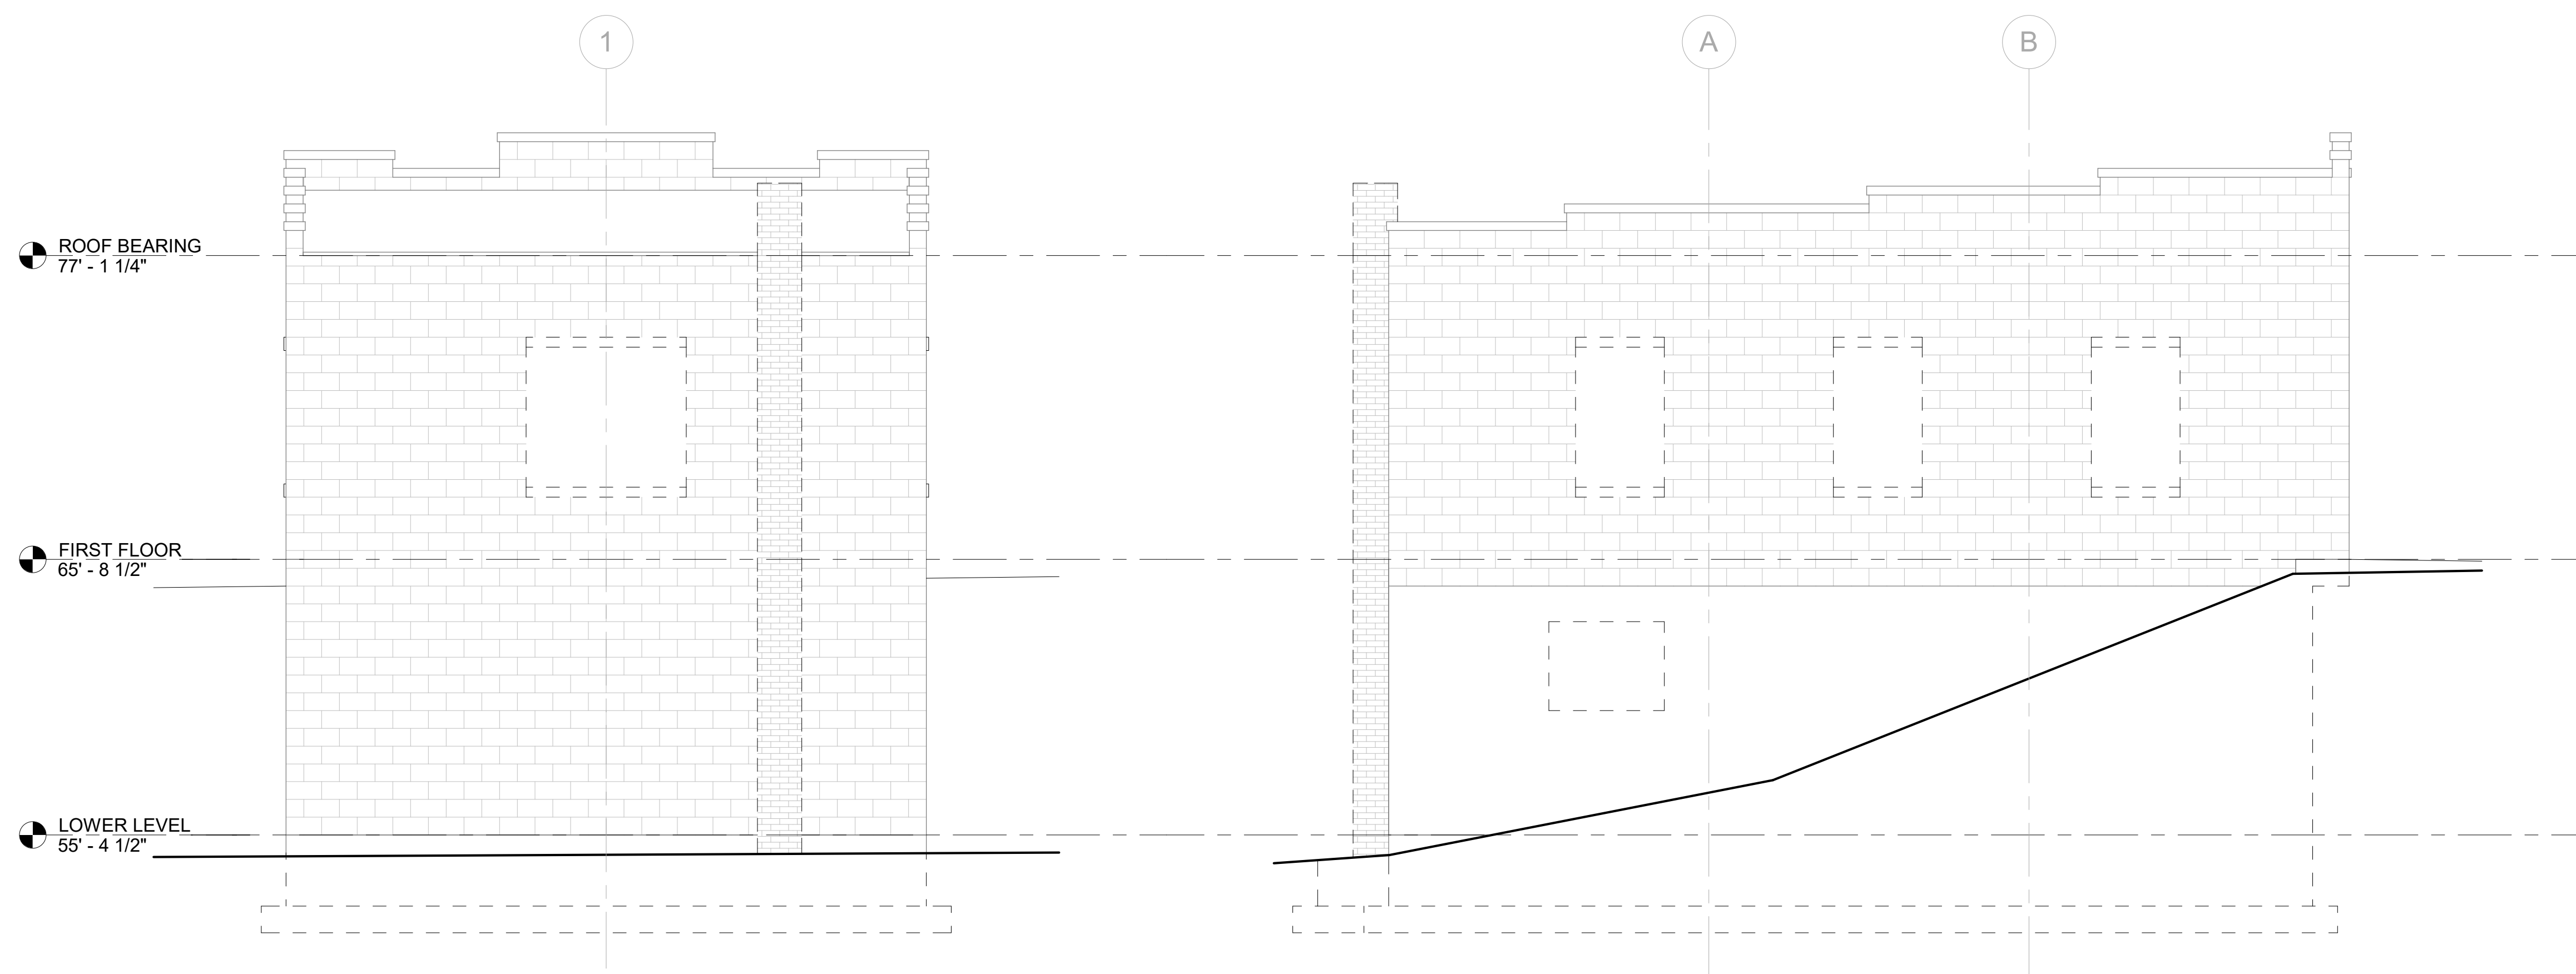 1
A
B
ROOF BEARING
77' - 1 1/4"
FIRST FLOOR
65' - 8 1/2"
LOWER LEVEL
55' - 4 1/2"